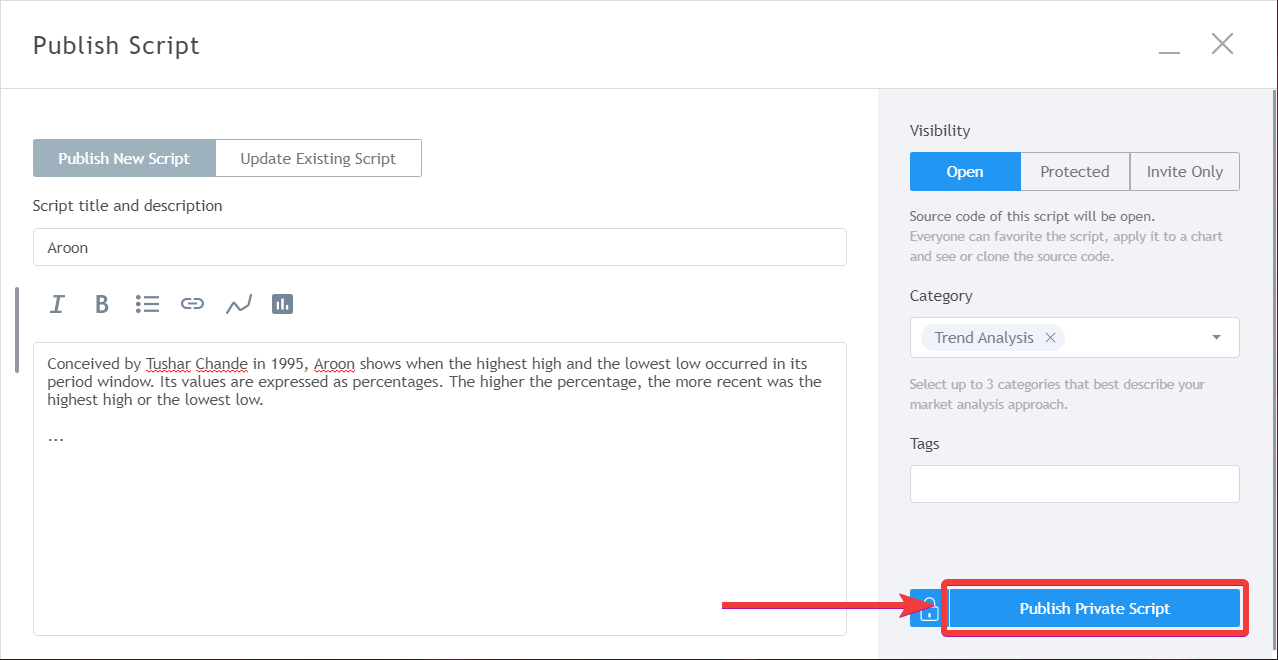 Publish Script
Publish New Script
Update Existing Script
Script title and description
Aroon
I
B
Conceived by Tushar Chande in 1995, Aroon shows when the highest high and the lowest low occurred in its
period window. Its values are expressed as percentages. The higher the percentage, the more recent was the
highest high or the lowest low.
...
Visibility
Open
Protected
Invite Only
Source code of this script will be open.
Everyone can favorite the script, apply it to a chart
and see or clone the source code.
Category
Trend Analysis
Select up to 3 categories that best describe your
market analysis approach.
Tags
Publish Private Script